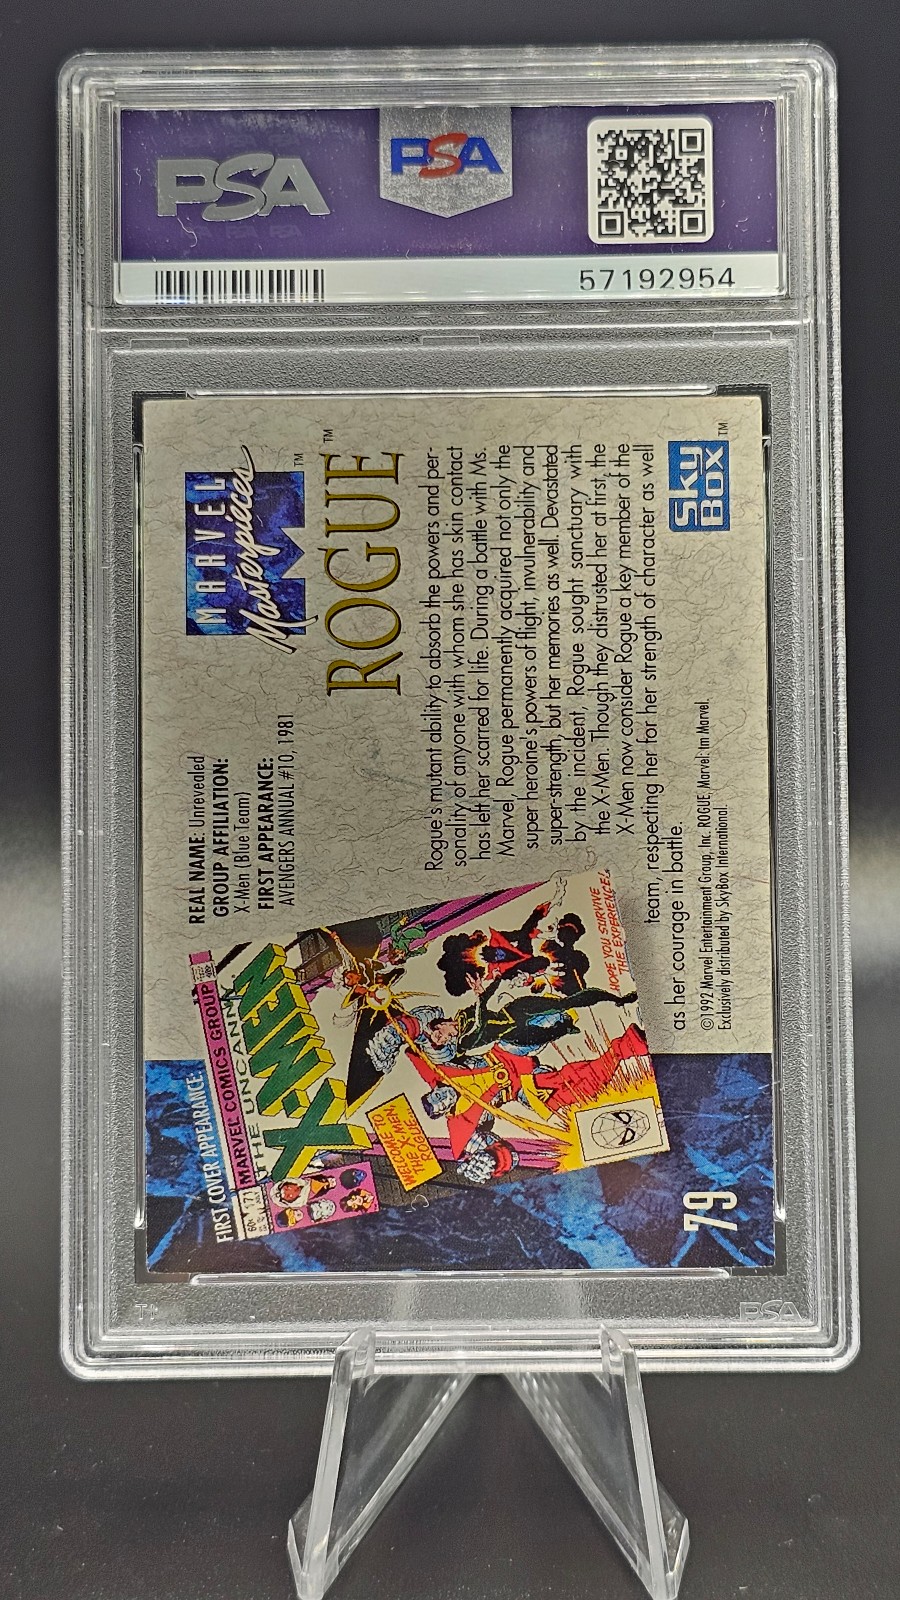 PSA
PSA
57192954
MARVEL
Masterpieces
TM
ROGUE
TM
REAL NAME: Unrevealed
GROUP AFFILIATION:
X-Men (Blue Team)
FIRST APPEARANCE:
AVENGERS ANNUAL #10, 1981
Rogue's mutant ability to absorb the powers and per-
sonality of anyone with whom she has skin contact
has left her scarred for life. During a battle with Ms.
Marvel, Rogue permanently acquired not only the
super heroine's powers of flight, invulnerability and
super-strength, but her memories as well. Devastated
by the incident, Rogue sought sanctuary with
the X-Men. Though they distrusted her at first, the
X-Men now consider Rogue a key member of the
team, respecting her for her strength of character as well
as her courage in battle.
©1992 Marvel Entertainment Group, Inc. ROGUE, Marvel: tm Marvel.
Exclusively distributed by SkyBox International.
SkyBox
TM
FIRST COVER APPEARANCE:
MARVEL COMICS GROUP
THE UNCANNY
X-MEN
60¢ 171
WELCOME TO
THE X-MEN,
ROGUE...
HOPE YOU SURVIVE
THE EXPERIENCE!
79
PSA